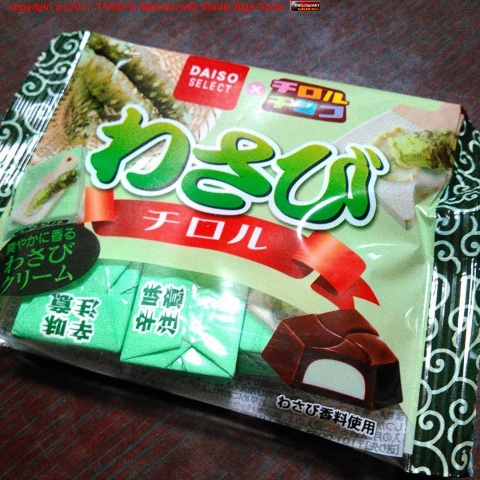 copyright (c) 2017
DAISO
SELECT
×
チロル
チョコ
わさび
チロル
やかに香る
わさび
クリーム
辛味
注意
辛味
注意
わさび香料使用